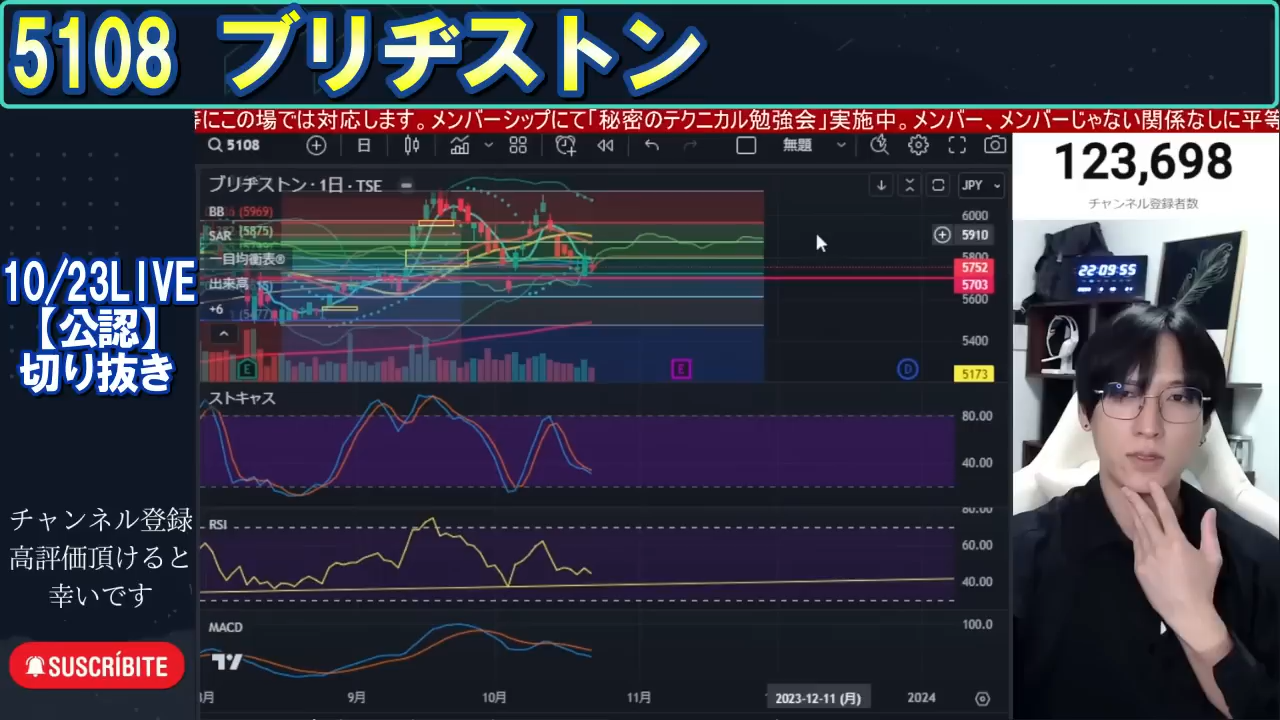 5108 ブリヂストン
等にこの場では対応します。メンバーシップにて「秘密のテクニカル勉強会」実施中。メンバー、メンバーじゃない関係なしに平等
5108
日
無題
123,698
チャンネル登録者数
ブリヂストン・1日・TSE
JPY
BB
(5969)
SAR
(5875)
一目均衡表®
出来高
+6
6000
5910
5752
5703
5600
5400
5173
E
E
D
22:09:55
10/23LIVE
【公認】
切り抜き
ストキャス
80.00
40.00
RSI
60.00
40.00
MACD
100.0
チャンネル登録
高評価頂けると
幸いです
SUSCRÍBITE
9月
10月
11月
2023-12-11 (月)
2024